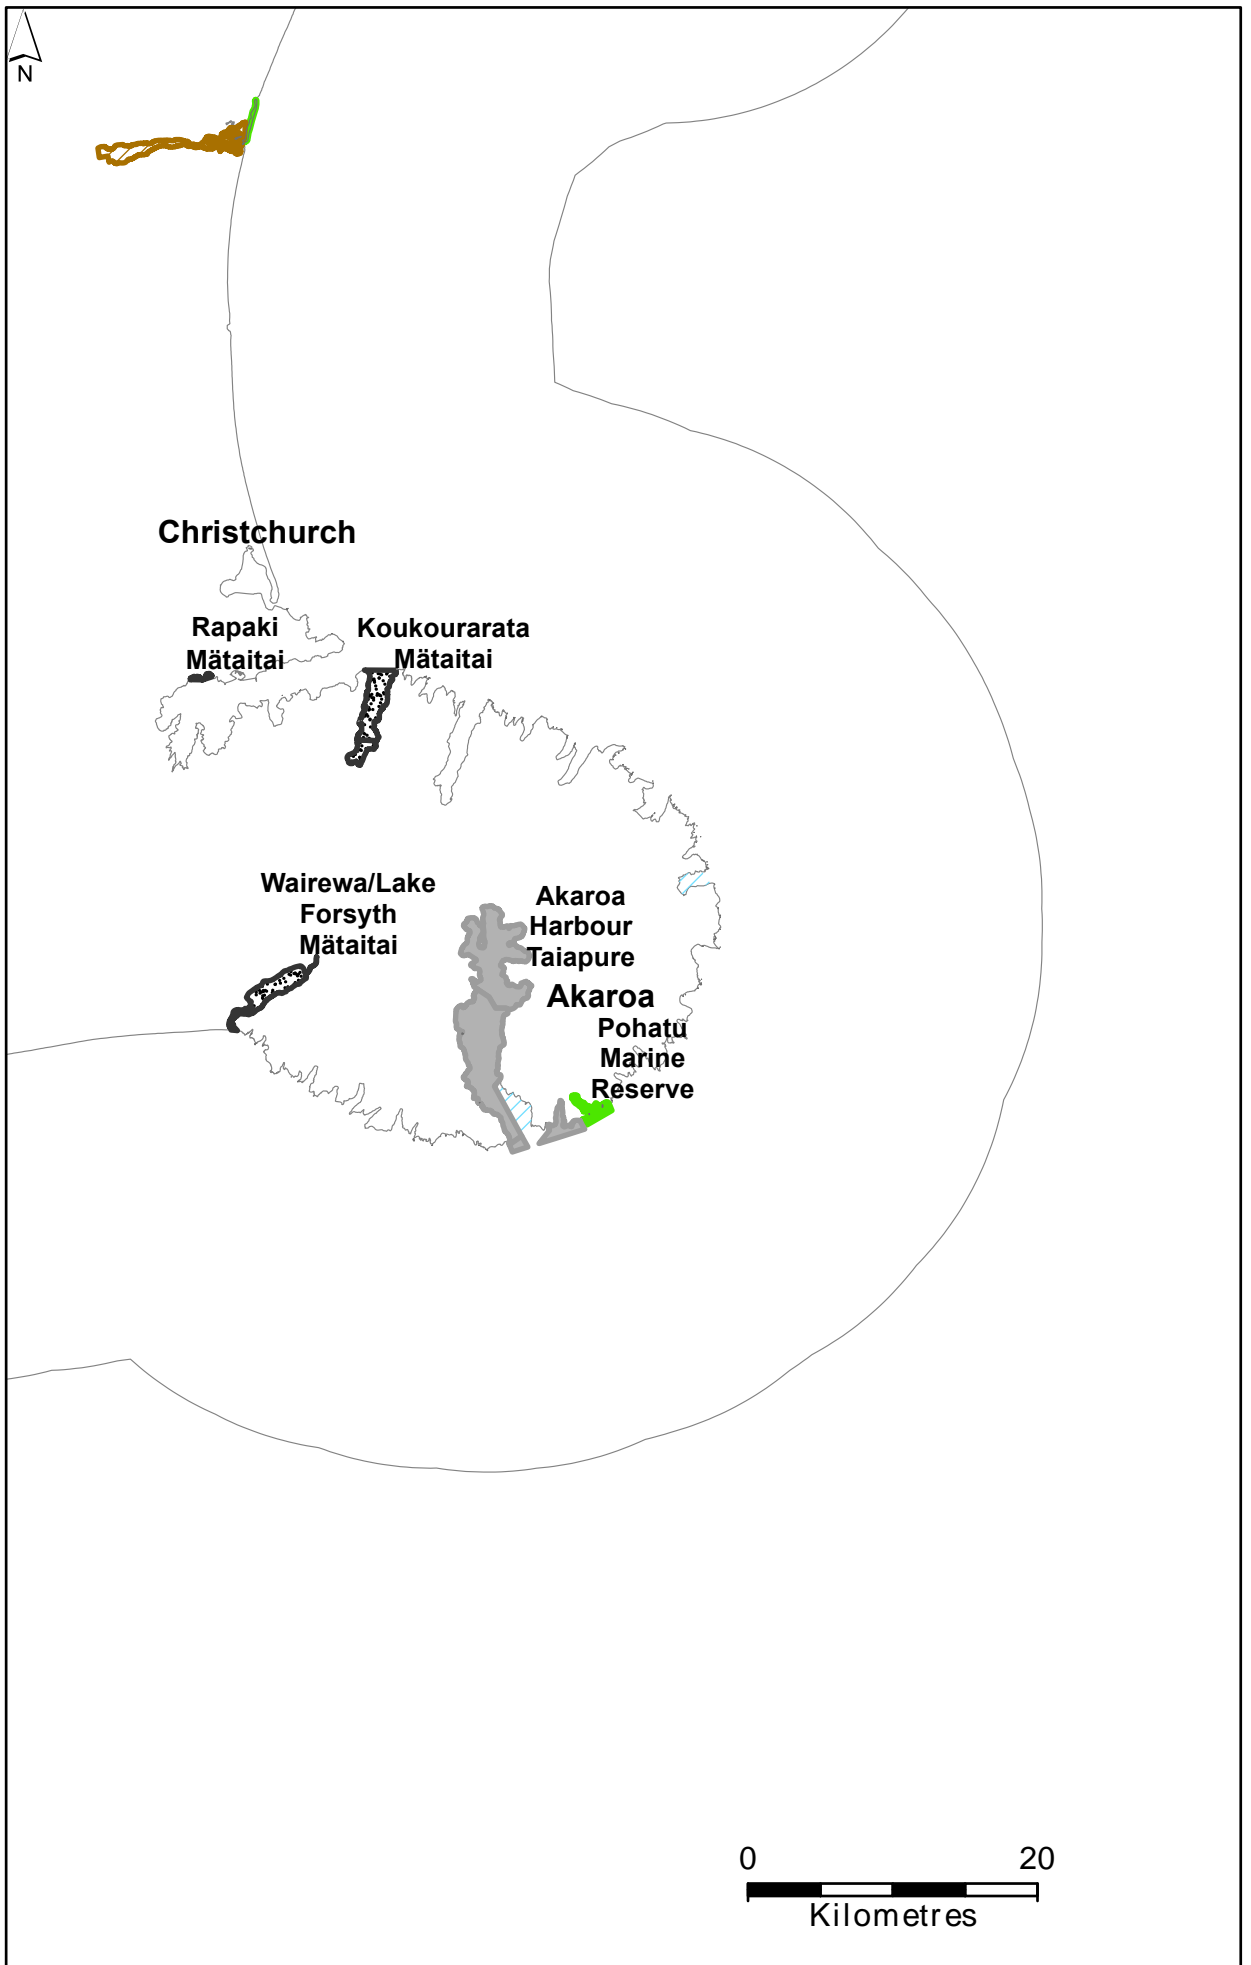 N
Christchurch
Rapaki
Mätaitai
Koukourarata
Mätaitai
Wairewa/Lake
Forsyth
Mätaitai
Akaroa
Harbour
Taiapure
Akaroa
Pohatu
Marine
Reserve
0 20
Kilometres